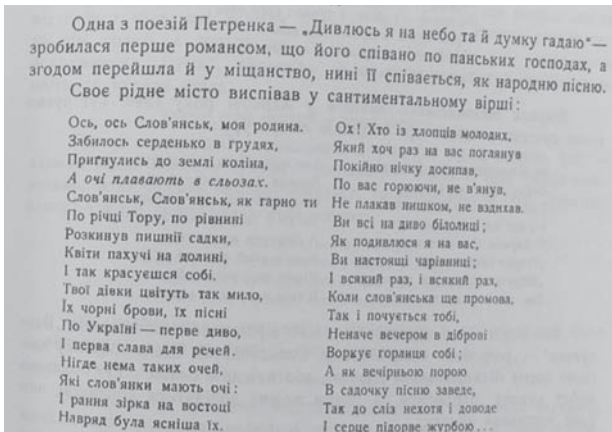 Одна з поезій Петренка — „Дивлюсь я на небо та й думку гадаю“—
зробилася перше романсом, що його співано по панських господах, а
згодом перейшла й у міщанство, нині її співається, як народню пісню.
Своє рідне місто виспівав у сантиментальному вірші:
Ось, ось Слов'янськ, моя родина.
Забилось серденько в грудях,
Пригнулись до землі коліна,
А очі плавають в сльозах.
Слов'янськ, Слов'янськ, як гарно ти
По річці Тору, по рівнині
Розкинув пишнії садки,
Квіти пахучі на долині,
І так красуєшся собі.
Твої дівки цвітуть так мило,
Їх чорні брови, їх пісні
По Україні — перве диво,
І перва слава для речей.
Нігде нема таких очей,
Які слов'янки мають очі:
І рання зірка на востоці
Навряд була ясніша їх.
Ох! Хто із хлопців молодих,
Який хоч раз на вас поглянув
Покійно нічку досипав,
По вас горюючи, не в'янув,
Не плакав нишком, не вздихав.
Ви всі на диво білолиці;
Як подивлюся я на вас,
Ви настоящі чарівниці;
І всякий раз, і всякий раз,
Коли слов'янська ще промова,
Так і почується тобі,
Неначе вечером в діброві
Воркує горлиця собі;
А як вечірньою порою
В садочку пісню заведе,
Так до сліз нехотя і доводе
І серце підорве журбою...